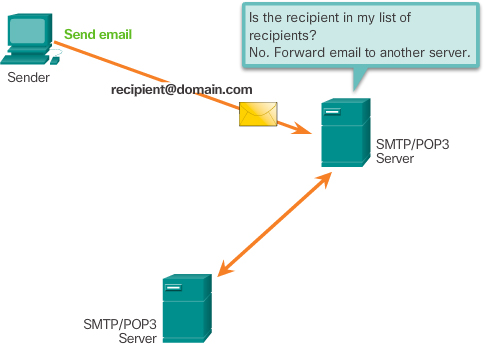 Send email
Is the recipient in my list of
recipients?
No. Forward email to another server.
Sender
recipient@domain.com
SMTP/POP3
Server
SMTP/POP3
Server